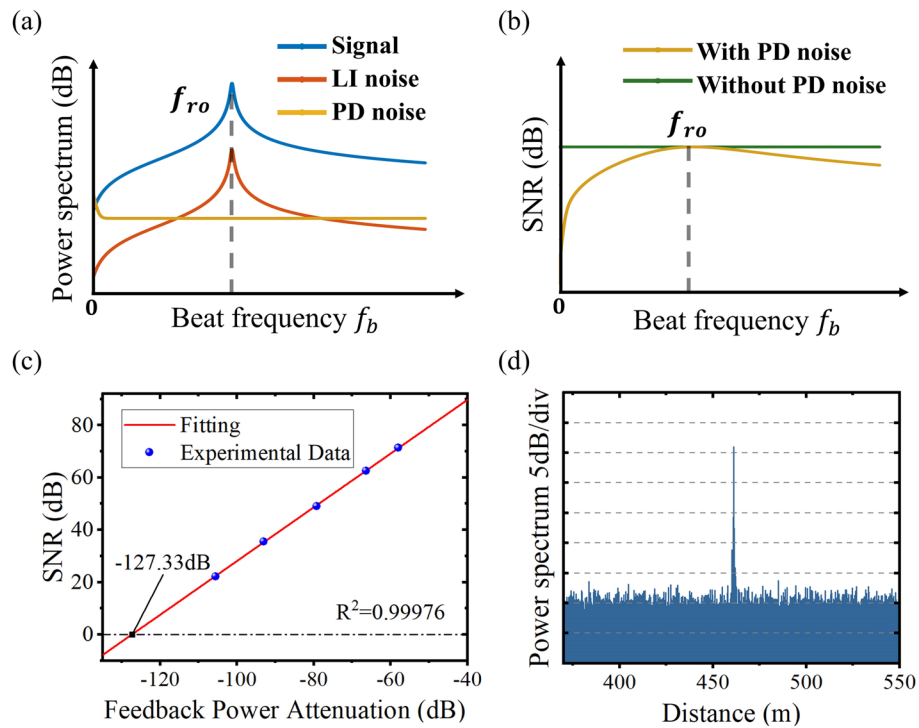 (a)
Signal
LI noise
PD noise
f_ro
Power spectrum (dB)
0
Beat frequency f_b
(b)
With PD noise
Without PD noise
f_ro
SNR (dB)
0
Beat frequency f_b
(c)
80
60
40
20
0
SNR (dB)
Fitting
Experimental Data
-127.33dB
R²=0.99976
-120
-100
-80
-60
-40
Feedback Power Attenuation (dB)
(d)
Power spectrum 5dB/div
400
450
500
550
Distance (m)